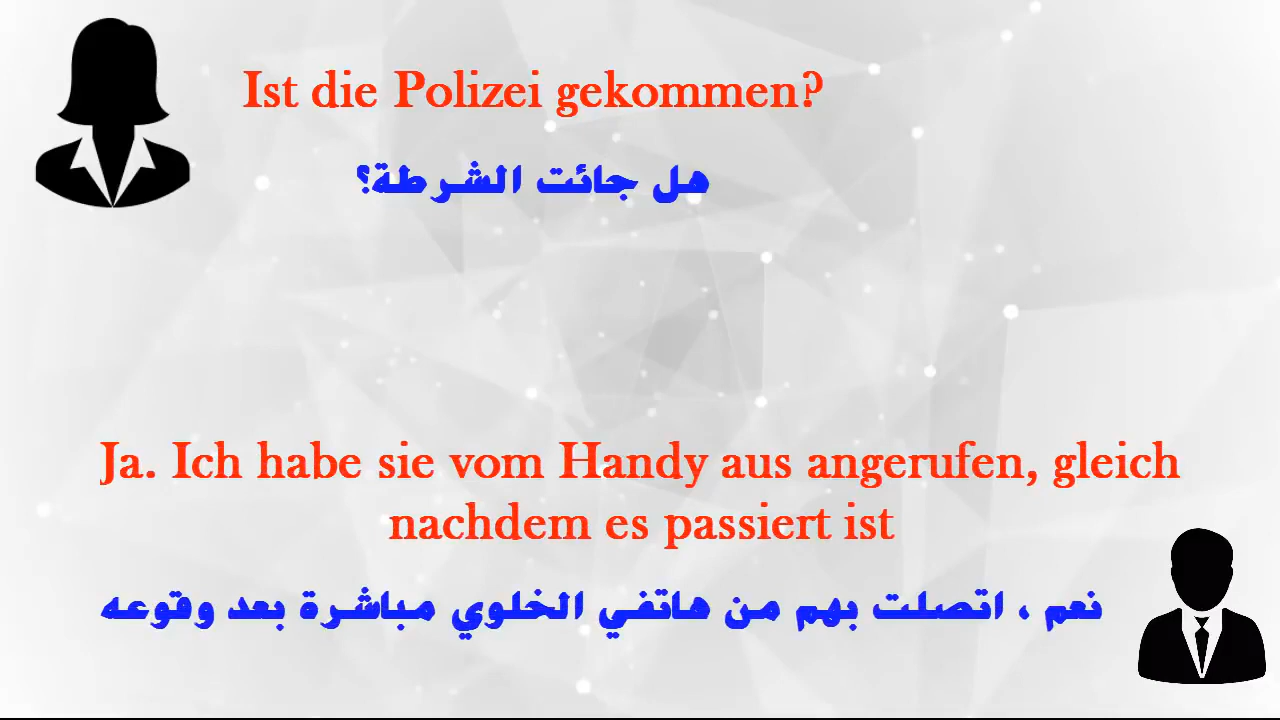 Ist die Polizei gekommen?
هل جائت الشرطة؟
Ja. Ich habe sie vom Handy aus angerufen, gleich
nachdem es passiert ist
نعم ، اتصلت بهم من هاتفي الخلوي مباشرة بعد وقوعه